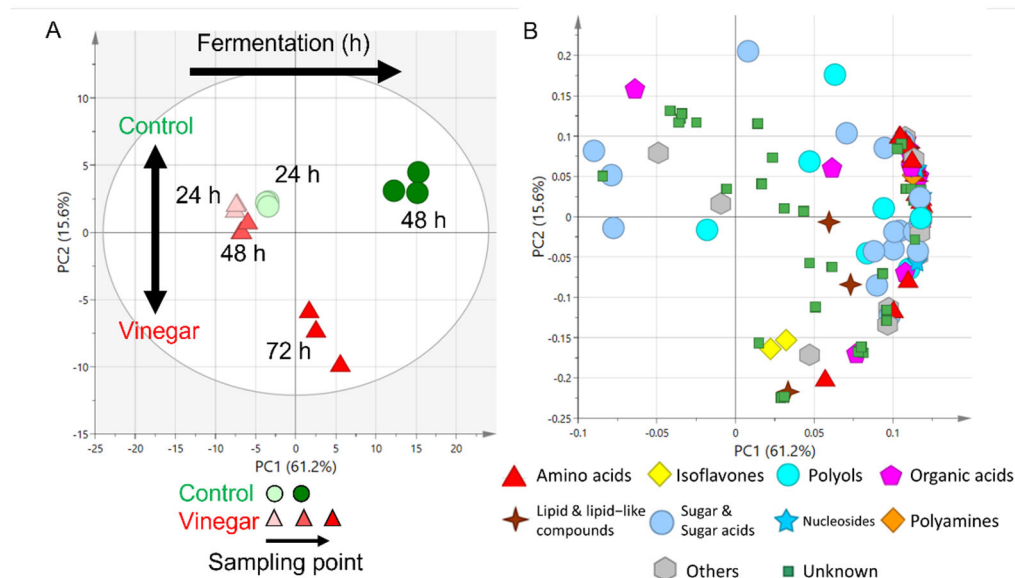 A
Fermentation (h)
Control
Vinegar
24 h
24 h
48 h
48 h
72 h
10
5
0
-5
-10
-15
-25
-20
-15
-10
-5
0
5
10
15
20
PC2 (15.6%)
PC1 (61.2%)
Control
Vinegar
Sampling point
B
0.2
0.15
0.1
0.05
0
-0.05
-0.1
-0.15
-0.2
-0.25
-0.1
-0.05
0
0.05
0.1
PC2 (15.6%)
PC1 (61.2%)
Amino acids Isoflavones Polyols Organic acids
Lipid & lipid–like
compounds
Sugar &
Sugar acids
Nucleosides
Polyamines
Others Unknown